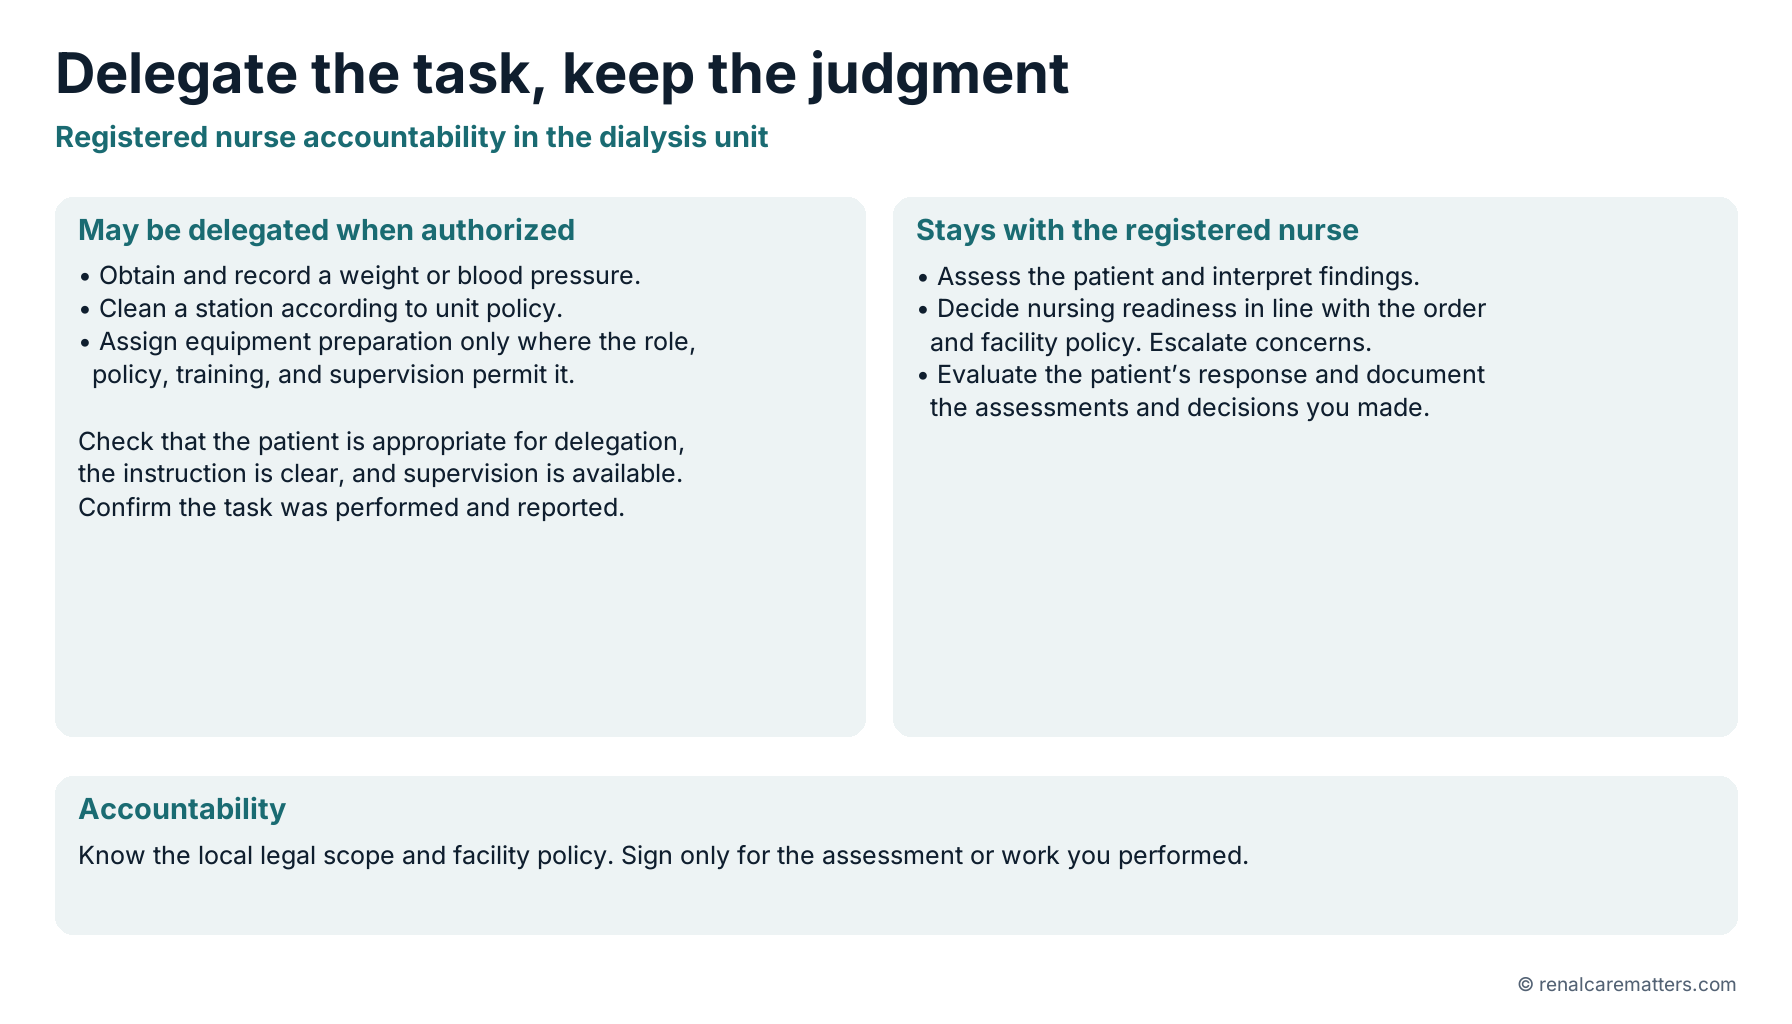 Delegate the task, keep the judgment
Registered nurse accountability in the dialysis unit
May be delegated when authorized
• Obtain and record a weight or blood pressure.
• Clean a station according to unit policy.
• Assign equipment preparation only where the role,
policy, training, and supervision permit it.
Check that the patient is appropriate for delegation,
the instruction is clear, and supervision is available.
Confirm the task was performed and reported.
Stays with the registered nurse
• Assess the patient and interpret findings.
• Decide nursing readiness in line with the order
and facility policy. Escalate concerns.
• Evaluate the patient’s response and document
the assessments and decisions you made.
Accountability
Know the local legal scope and facility policy. Sign only for the assessment or work you performed.
© renalcarematters.com